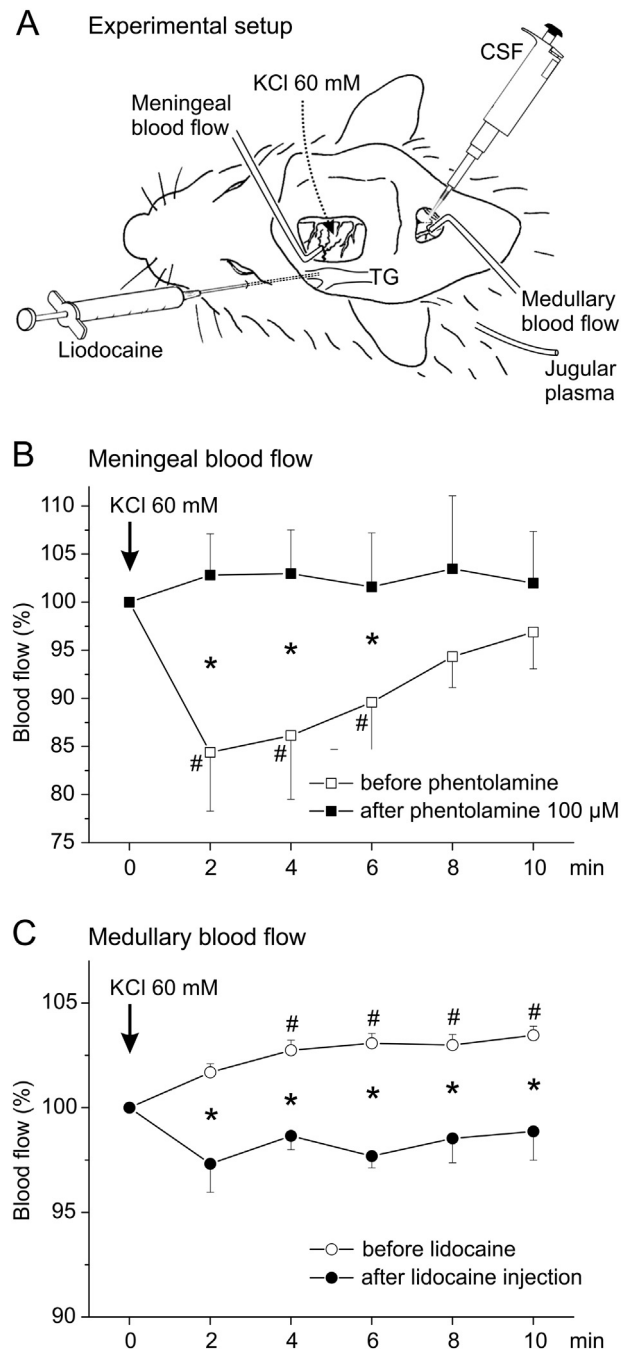 A Experimental setup
CSF
KCl 60 mM
Meningeal
blood flow
TG
Medullary
blood flow
Liodocaine
Jugular
plasma
B Meningeal blood flow
KCl 60 mM
Blood flow (%)
110
105
100
95
90
85
80
75
* * *
# # #
before phentolamine
after phentolamine 100 µM
0 2 4 6 8 10 min
C Medullary blood flow
KCl 60 mM
Blood flow (%)
105
100
95
90
# # # #
* * * * *
before lidocaine
after lidocaine injection
0 2 4 6 8 10 min